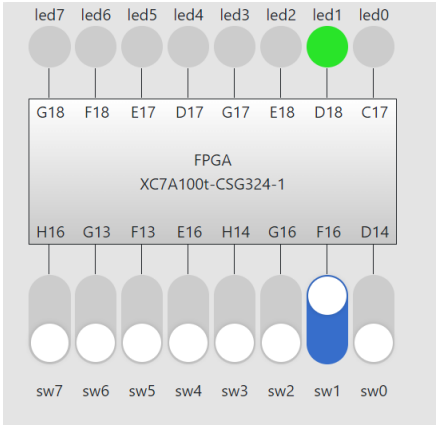 led7 led6 led5 led4 led3 led2 led1 led0
G18 F18 E17 D17 G17 E18 D18 C17
FPGA
XC7A100t-CSG324-1
H16 G13 F13 E16 H14 G16 F16 D14
sw7 sw6 sw5 sw4 sw3 sw2 sw1 sw0